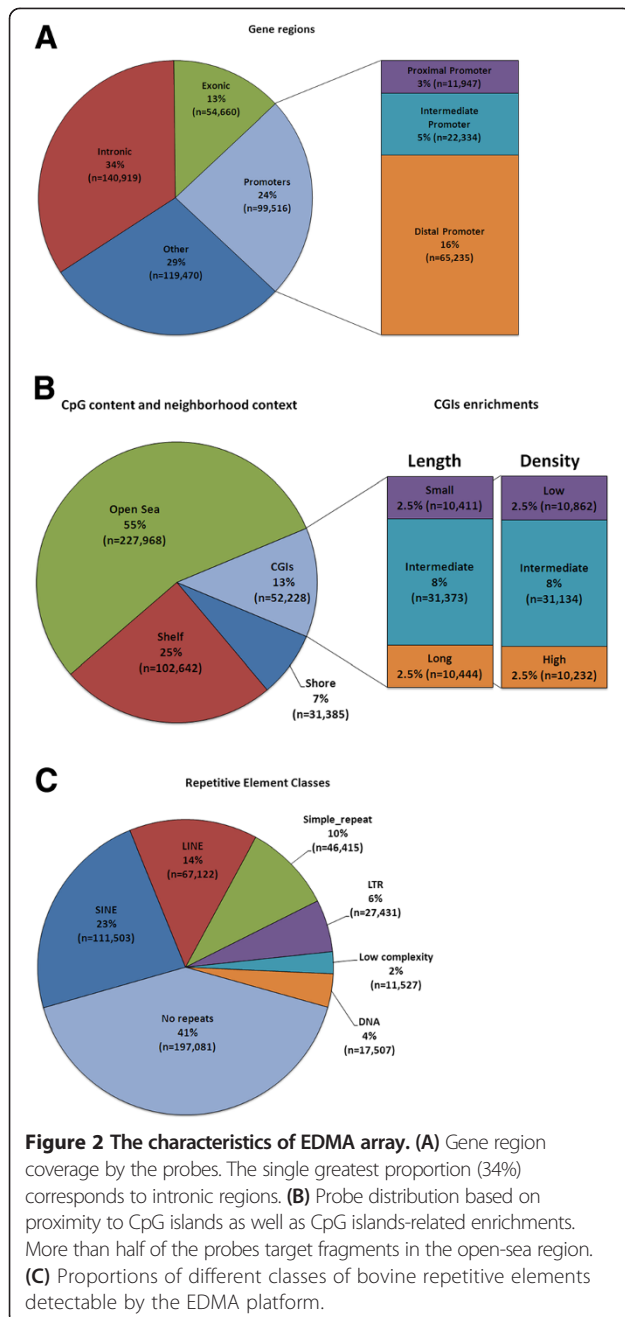 A
Gene regions
Exonic
13%
(n=54,660)
Intronic
34%
(n=140,919)
Promoters
24%
(n=99,516)
Other
29%
(n=119,470)
Proximal Promoter
3% (n=11,947)
Intermediate
Promoter
5% (n=22,334)
Distal Promoter
16%
(n=65,235)
B
CpG content and neighborhood context
CGIs enrichments
Open Sea
55%
(n=227,968)
CGIs
13%
(n=52,228)
Shelf
25%
(n=102,642)
Shore
7%
(n=31,385)
Length
Small
2.5% (n=10,411)
Intermediate
8%
(n=31,373)
Long
2.5% (n=10,444)
Density
Low
2.5% (n=10,862)
Intermediate
8%
(n=31,134)
High
2.5% (n=10,232)
C
Repetitive Element Classes
LINE
14%
(n=67,122)
Simple_repeat
10%
(n=46,415)
LTR
6%
(n=27,431)
SINE
23%
(n=111,503)
Low complexity
2%
(n=11,527)
DNA
4%
(n=17,507)
No repeats
41%
(n=197,081)
Figure 2 The characteristics of EDMA array. (A) Gene region
coverage by the probes. The single greatest proportion (34%)
corresponds to intronic regions. (B) Probe distribution based on
proximity to CpG islands as well as CpG islands-related enrichments.
More than half of the probes target fragments in the open-sea region.
(C) Proportions of different classes of bovine repetitive elements
detectable by the EDMA platform.